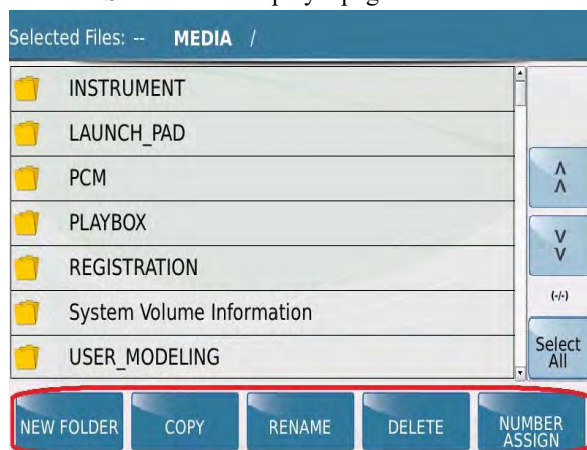 Selected Files: -- MEDIA /
INSTRUMENT
LAUNCH_PAD
PCM
PLAYBOX
REGISTRATION
System Volume Information
USER_MODELING
(-/-)
Select
All
NEW FOLDER
COPY
RENAME
DELETE
NUMBER
ASSIGN